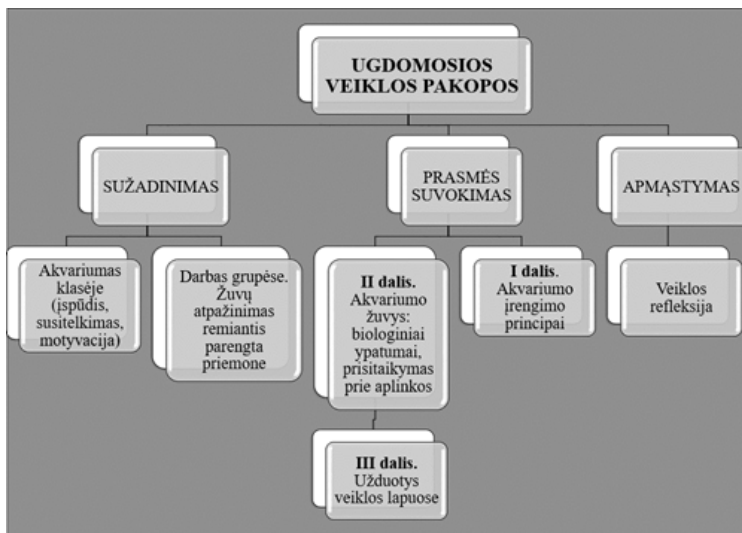 UGDOMOSIOS
VEIKLOS PAKOPOS
SUŽADINIMAS
PRASMĖS
SUVOKIMAS
APMĄSTYMAS
Akvariumas
klasėje
(įspūdis,
susitelkimas,
motyvacija)
Darbas grupėse.
Žuvų
atpažinimas
remiantis
parengta
priemone
II dalis.
Akvariumo
žuvys:
biologiniai
ypatumai,
prisitaikymas
prie aplinkos
I dalis.
Akvariumo
įrengimo
principai
Veiklos
refleksija
III dalis.
Užduotys
veiklos lapuose